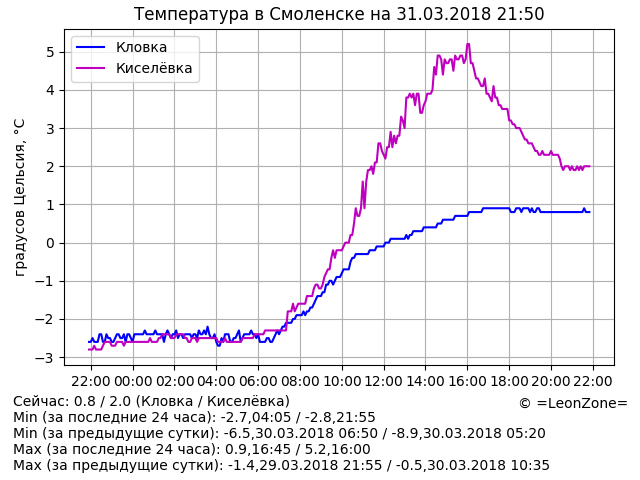 Температура в Смоленске на 31.03.2018 21:50
Кловка
Киселёвка
градусов Цельсия, °C
5
4
3
2
1
0
−1
−2
−3
22:00 00:00 02:00 04:00 06:00 08:00 10:00 12:00 14:00 16:00 18:00 20:00 22:00
Сейчас: 0.8 / 2.0 (Кловка / Киселёвка)
© =LeonZone=
Min (за последние 24 часа): -2.7,04:05 / -2.8,21:55
Min (за предыдущие сутки): -6.5,30.03.2018 06:50 / -8.9,30.03.2018 05:20
Max (за последние 24 часа): 0.9,16:45 / 5.2,16:00
Max (за предыдущие сутки): -1.4,29.03.2018 21:55 / -0.5,30.03.2018 10:35